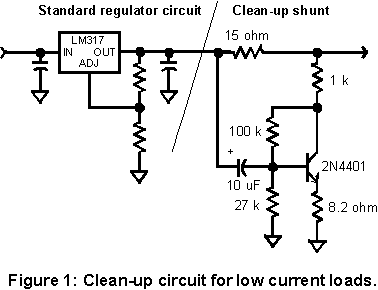 Standard regulator circuit
Clean-up shunt
LM317
IN OUT
ADJ
15 ohm
1 k
100 k
+
10 uF
2N4401
27 k
8.2 ohm
Figure 1: Clean-up circuit for low current loads.